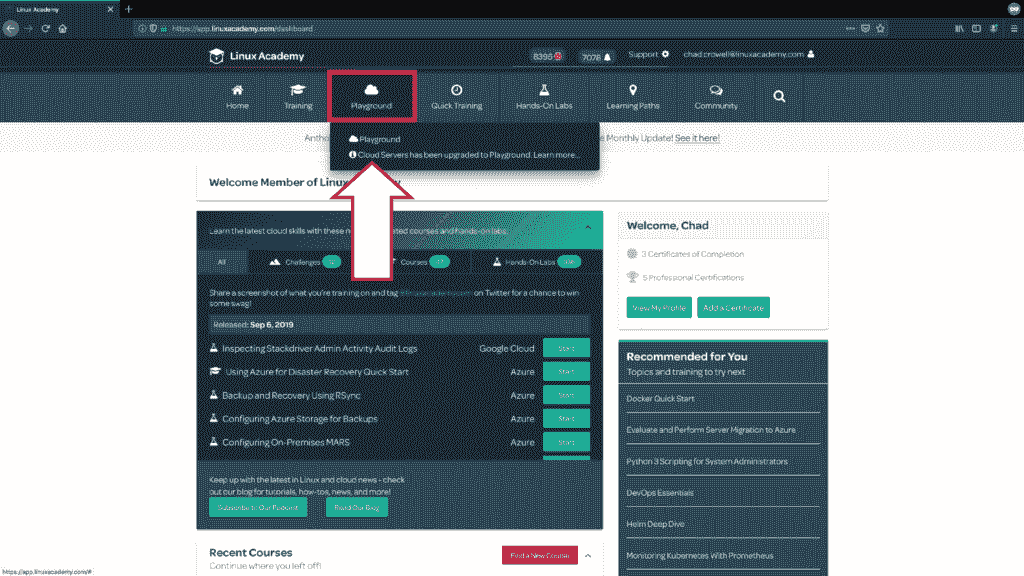 Linux Academy
https://app.linuxacademy.com/dashboard
Linux Academy
8395
7078
Support
chad.crowell@linuxacademy.com
Home
Training
Playground
Quick Training
Hands-On Labs
Learning Paths
Community
Monthly Update! See it here!
Playground
Cloud Servers has been upgraded to Playground. Learn more...
Welcome Member of
Learn the latest cloud skills with these
courses and hands-on labs.
All
Challenges
Courses
Hands-On Labs
Share a screenshot of what you're training on and tag
on Twitter for a chance to win
some swag!
Released: Sep 6, 2019
Inspecting Stackdriver Admin Activity Audit Logs
Google Cloud
Start
Using Azure for Disaster Recovery Quick Start
Azure
Start
Backup and Recovery Using RSync
Azure
Start
Configuring Azure Storage for Backups
Azure
Start
Configuring On-Premises MARS
Azure
Start
Keep up with the latest in Linux and cloud news - check
out our blog for tutorials, how-tos, news, and more!
Subscribe to Our Podcast
Read Our Blog
Recent Courses
Find a New Course
Continue where you left off!
Welcome, Chad
3 Certificates of Completion
5 Professional Certifications
View My Profile
Add a Certificate
Recommended for You
Topics and training to try next
Docker Quick Start
Evaluate and Perform Server Migration to Azure
Python 3 Scripting for System Administrators
DevOps Essentials
Helm Deep Dive
Monitoring Kubernetes With Prometheus
https://app.linuxacademy.com/#